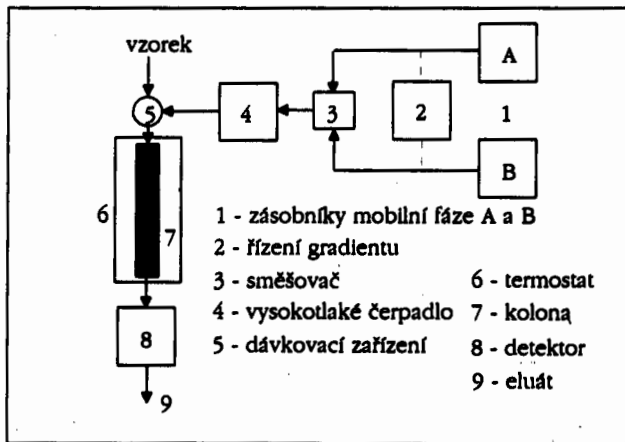 vzorek
A
5
4
3
2
1
B
6
7
1 - zásobníky mobilní fáze A a B
2 - řízení gradientu
3 - směšovač
6 - termostat
4 - vysokotlaké čerpadlo
7 - kolona
5 - dávkovací zařízení
8 - detektor
8
9 - eluát
9